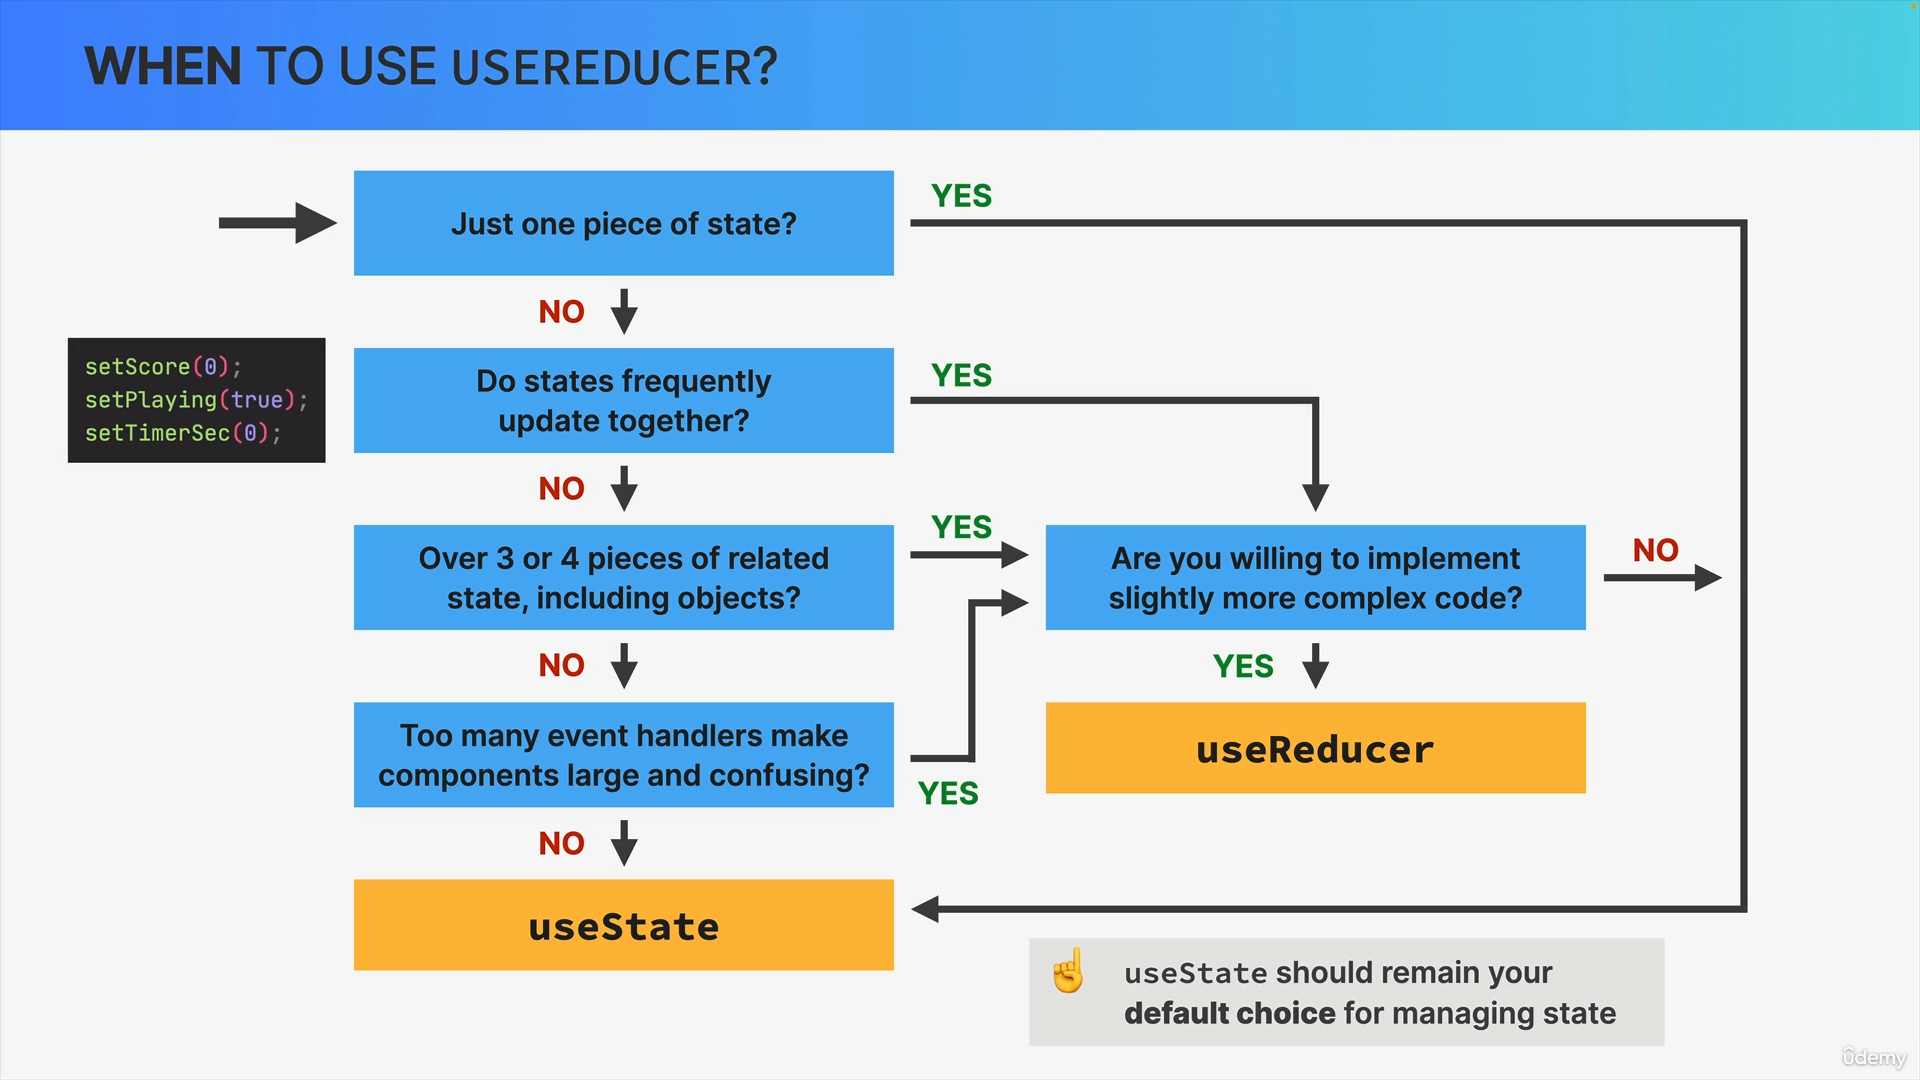 WHEN TO USE USEREDUCER?
Just one piece of state?
YES
NO
setScore(0);
setPlaying(true);
setTimerSec(0);
Do states frequently
update together?
YES
NO
Over 3 or 4 pieces of related
state, including objects?
YES
Are you willing to implement
slightly more complex code?
NO
NO
YES
Too many event handlers make
components large and confusing?
YES
useReducer
NO
useState
useState should remain your
default choice for managing state
ûdemy